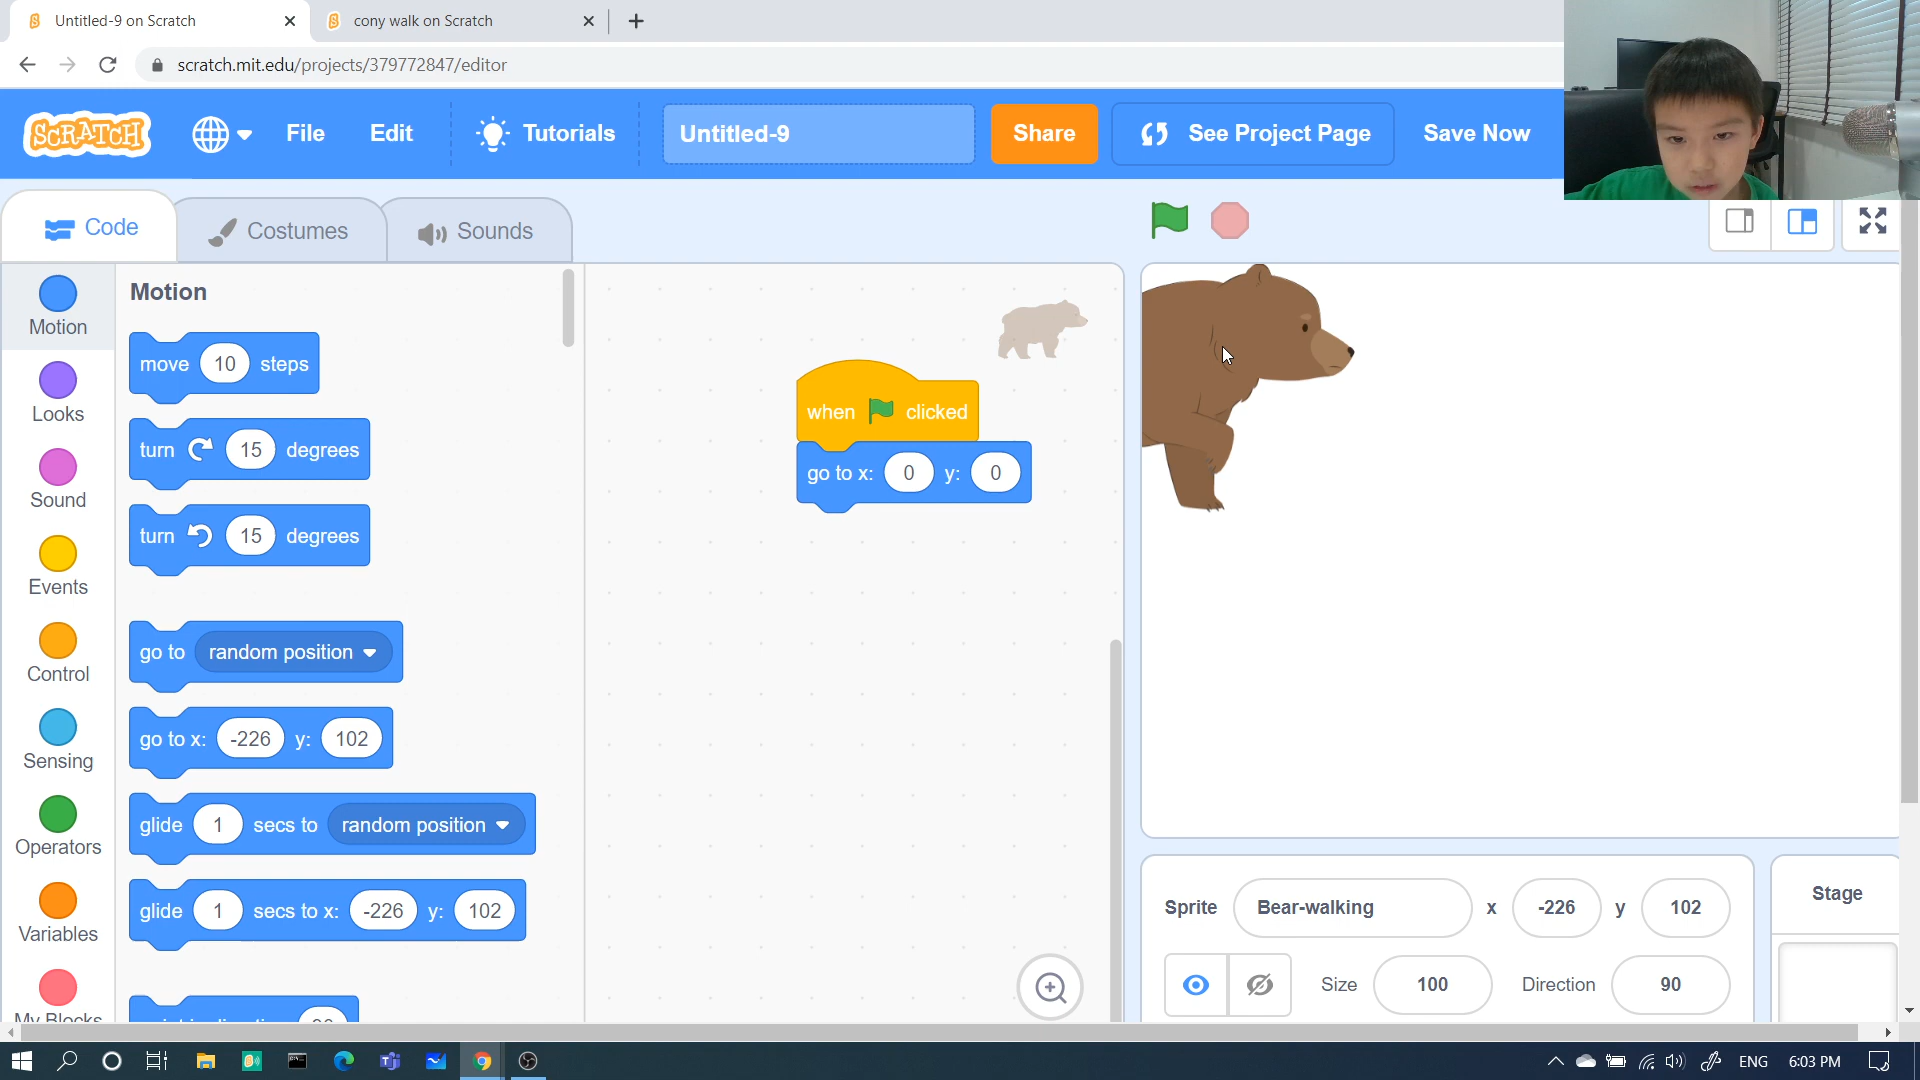 Untitled-9 on Scratch
cony walk on Scratch
scratch.mit.edu/projects/379772847/editor
SCRATCH
File
Edit
Tutorials
Untitled-9
Share
See Project Page
Save Now
Code
Costumes
Sounds
Motion
Looks
Sound
Events
Control
Sensing
Operators
Variables
My Blocks
Motion
move 10 steps
turn 15 degrees
turn 15 degrees
go to random position
go to x: -226 y: 102
glide 1 secs to random position
glide 1 secs to x: -226 y: 102
when clicked
go to x: 0 y: 0
Sprite Bear-walking x -226 y 102
Size 100 Direction 90
Stage
ENG 6:03 PM